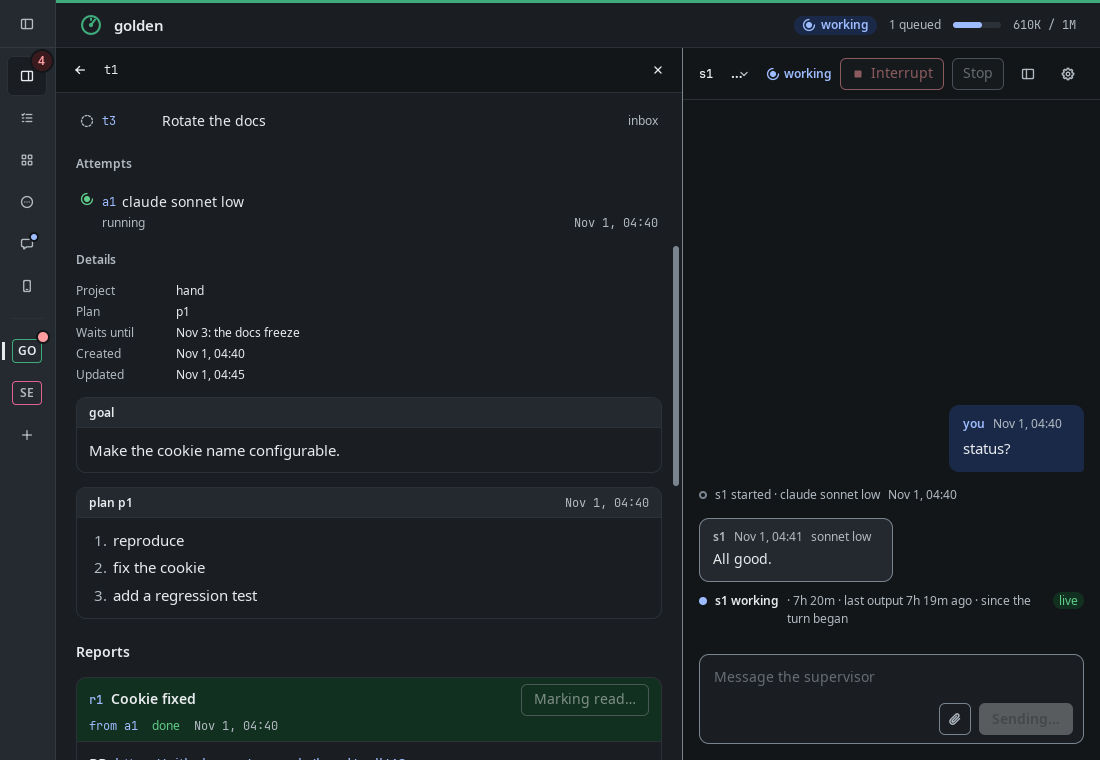 golden
working
1 queued
610K / 1M
4
t1
s1
...
working
Interrupt
Stop
t3 Rotate the docs inbox
Attempts
a1 claude sonnet low
running Nov 1, 04:40
Details
Project hand
Plan p1
Waits until Nov 3: the docs freeze
Created Nov 1, 04:40
Updated Nov 1, 04:45
GO
SE
goal
Make the cookie name configurable.
plan p1 Nov 1, 04:40
1. reproduce
2. fix the cookie
3. add a regression test
Reports
r1 Cookie fixed
Marking read...
from a1 done Nov 1, 04:40
you Nov 1, 04:40
status?
s1 started · claude sonnet low Nov 1, 04:40
s1 Nov 1, 04:41 sonnet low
All good.
s1 working · 7h 20m · last output 7h 19m ago · since the
turn began
live
Message the supervisor
Sending...